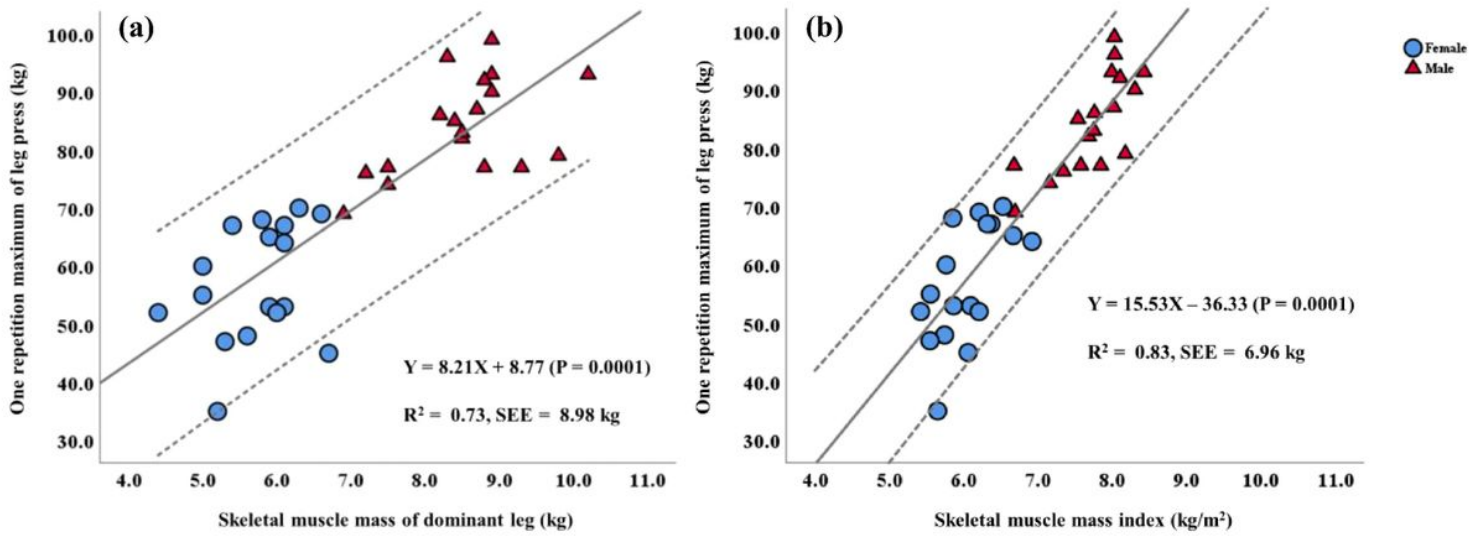 (a)
One repetition maximum of leg press (kg)
100.0
90.0
80.0
70.0
60.0
50.0
40.0
30.0
4.0 5.0 6.0 7.0 8.0 9.0 10.0 11.0
Skeletal muscle mass of dominant leg (kg)
Y = 8.21X + 8.77 (P = 0.0001)
R² = 0.73, SEE = 8.98 kg
(b)
One repetition maximum of leg press (kg)
100.0
90.0
80.0
70.0
60.0
50.0
40.0
30.0
4.0 5.0 6.0 7.0 8.0 9.0 10.0 11.0
Skeletal muscle mass index (kg/m²)
Y = 15.53X – 36.33 (P = 0.0001)
R² = 0.83, SEE = 6.96 kg
Female
Male